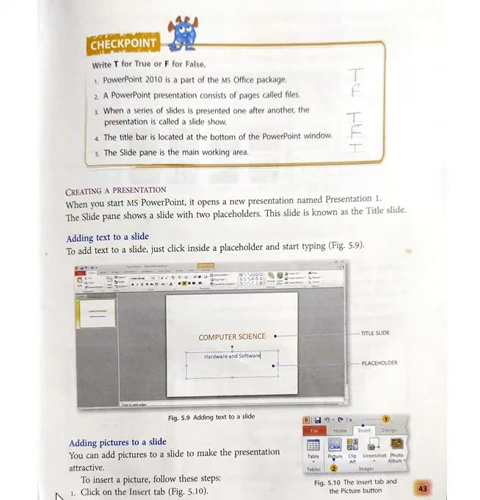 CHECKPOINT
Write T for True or F for False.
1. PowerPoint 2010 is a part of the MS Office package. T
2. A PowerPoint presentation consists of pages called files. F
3. When a series of slides is presented one after another, the
presentation is called a slide show. T
4. The title bar is located at the bottom of the PowerPoint window. F
5. The Slide pane is the main working area. T
CREATING A PRESENTATION
When you start MS PowerPoint, it opens a new presentation named Presentation 1.
The Slide pane shows a slide with two placeholders. This slide is known as the Title slide.
Adding text to a slide
To add text to a slide, just click inside a placeholder and start typing (Fig. 5.9).
COMPUTER SCIENCE
TITLE SLIDE
Hardware and Software
PLACEHOLDER
Click to add notes
Fig. 5.9 Adding text to a slide
Adding pictures to a slide
You can add pictures to a slide to make the presentation
attractive.
To insert a picture, follow these steps:
1. Click on the Insert tab (Fig. 5.10).
1
File Home Insert Design
Table Picture Clip Art Screenshot Photo Album
2
Tables Images
Fig. 5.10 The Insert tab and
the Picture button
43